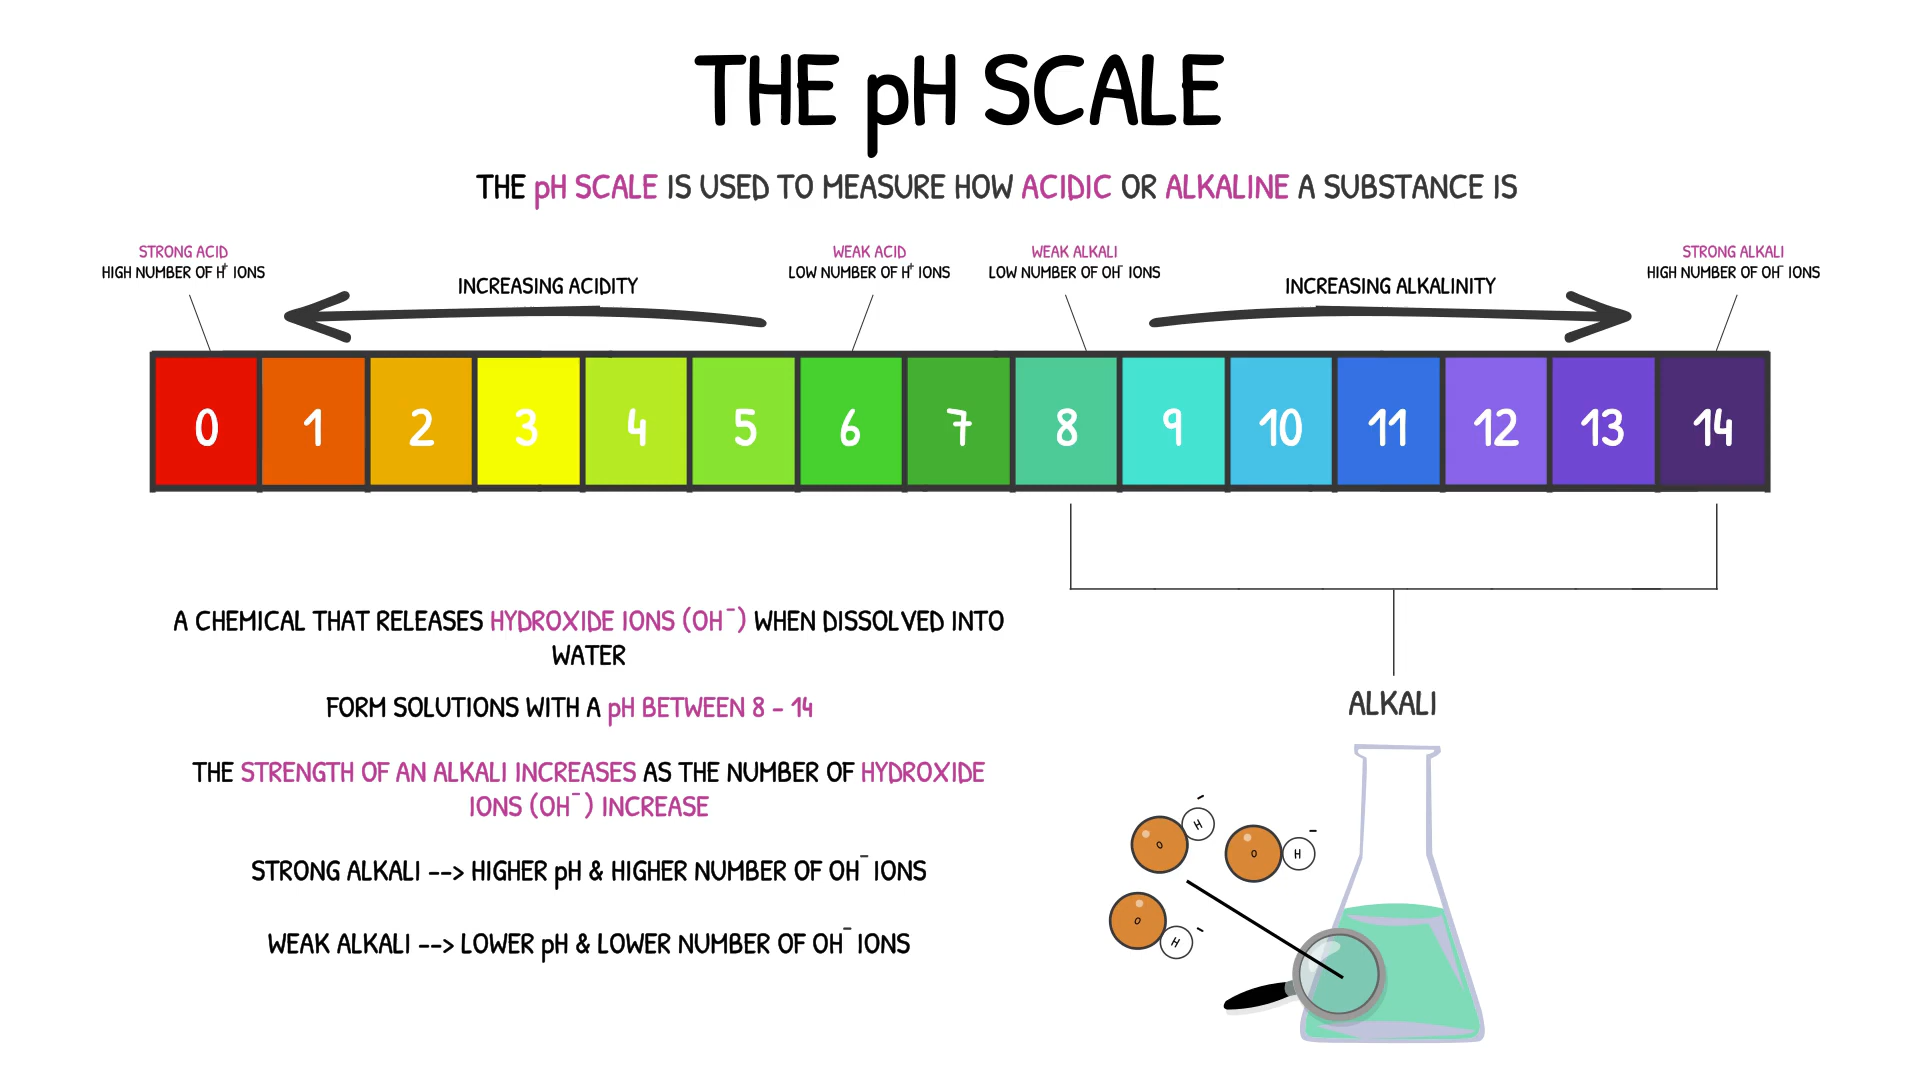 THE pH SCALE
THE pH SCALE IS USED TO MEASURE HOW ACIDIC OR ALKALINE A SUBSTANCE IS
STRONG ACID
HIGH NUMBER OF H⁺ IONS
INCREASING ACIDITY
WEAK ACID
LOW NUMBER OF H⁺ IONS
WEAK ALKALI
LOW NUMBER OF OH⁻ IONS
INCREASING ALKALINITY
STRONG ALKALI
HIGH NUMBER OF OH⁻ IONS
0 1 2 3 4 5 6 7 8 9 10 11 12 13 14
A CHEMICAL THAT RELEASES HYDROXIDE IONS (OH⁻) WHEN DISSOLVED INTO
WATER
FORM SOLUTIONS WITH A pH BETWEEN 8 - 14
THE STRENGTH OF AN ALKALI INCREASES AS THE NUMBER OF HYDROXIDE
IONS (OH⁻) INCREASE
STRONG ALKALI --> HIGHER pH & HIGHER NUMBER OF OH⁻ IONS
WEAK ALKALI --> LOWER pH & LOWER NUMBER OF OH⁻ IONS
ALKALI
O H ⁻
O H ⁻
O H ⁻